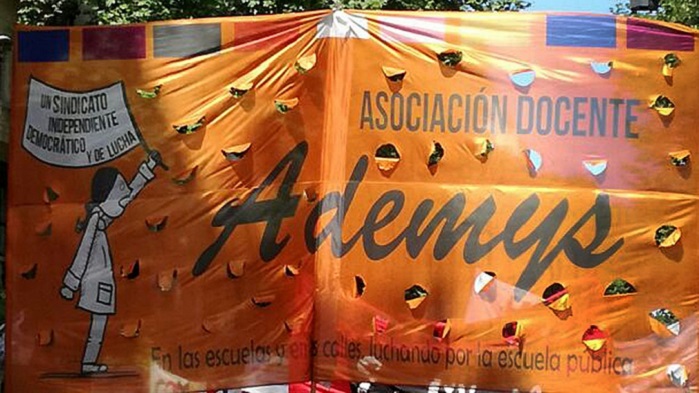 UN SINDICATO
INDEPENDIENTE
DEMOCRÁTICO
Y DE LUCHA
ASOCIACIÓN DOCENTE
Ademys
En las escuelas y en calles, luchando por la escuela pública